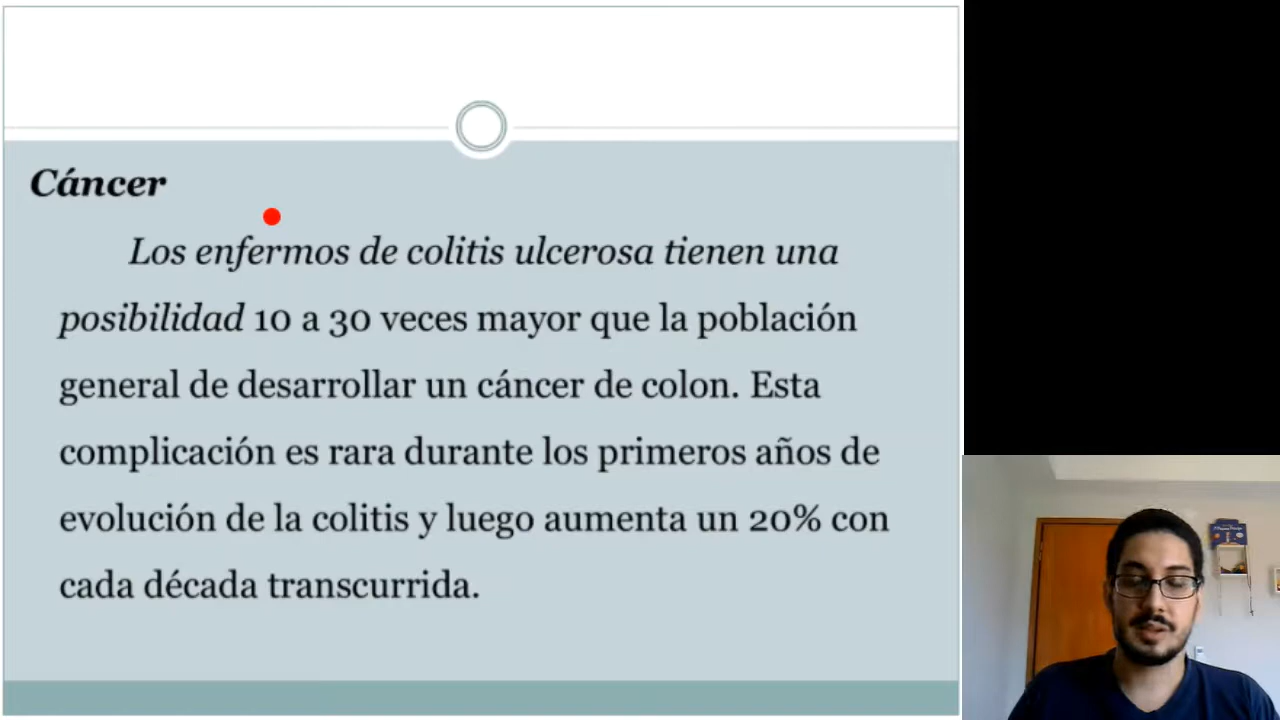 Cáncer
Los enfermos de colitis ulcerosa tienen una
posibilidad 10 a 30 veces mayor que la población
general de desarrollar un cáncer de colon. Esta
complicación es rara durante los primeros años de
evolución de la colitis y luego aumenta un 20% con
cada década transcurrida.